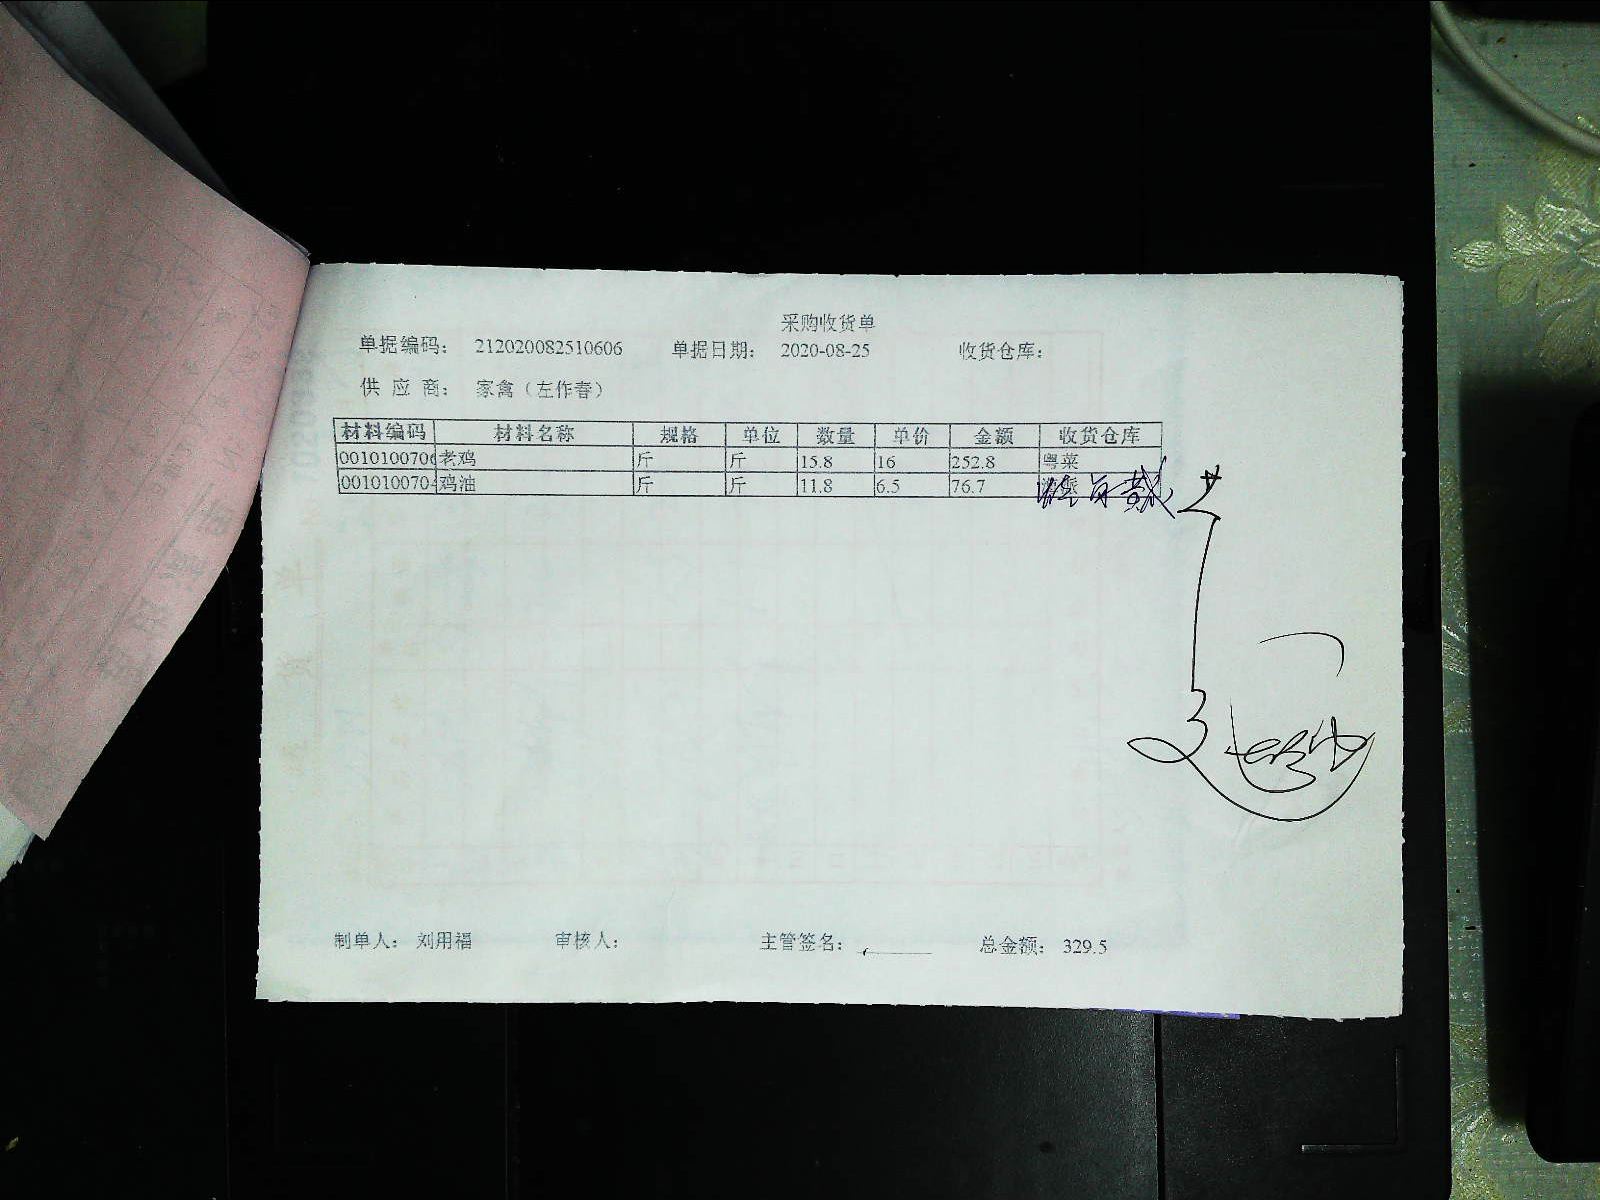 采购收货单
单据编码： 212020082510606 单据日期： 2020-08-25 收货仓库：
供 应 商： 家禽（左作春）
材料编码 材料名称 规格 单位 数量 单价 金额 收货仓库
0010100706 老鸡 斤 斤 15.8 16 252.8 粤菜
0010100704 鸡油 斤 斤 11.8 6.5 76.7
制单人： 刘用福 审核人： 主管签名： 总金额： 329.5